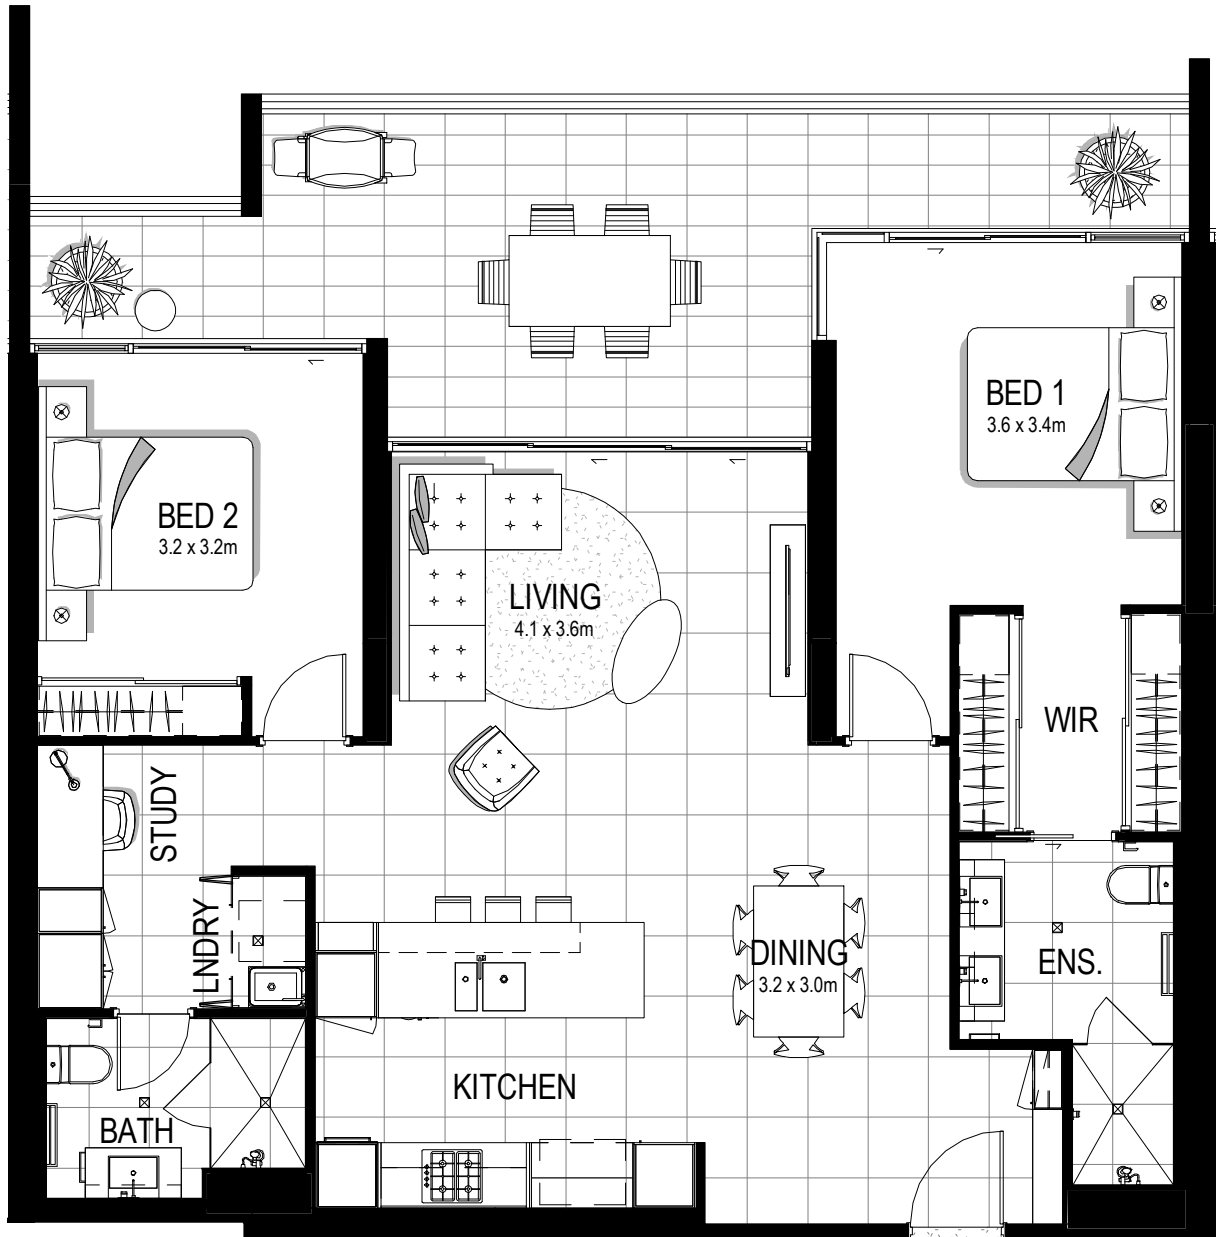 BED 1
3.6 x 3.4m
BED 2
3.2 x 3.2m
LIVING
4.1 x 3.6m
WIR
STUDY
LNDRY
DINING
3.2 x 3.0m
ENS.
KITCHEN
BATH